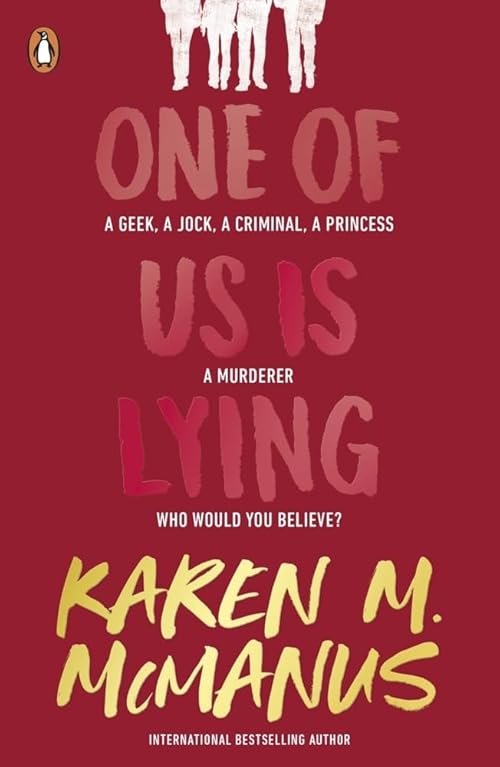 ONE OF
A GEEK, A JOCK, A CRIMINAL, A PRINCESS
US IS
A MURDERER
LYING
WHO WOULD YOU BELIEVE?
KAREN M.
McMANUS
INTERNATIONAL BESTSELLING AUTHOR